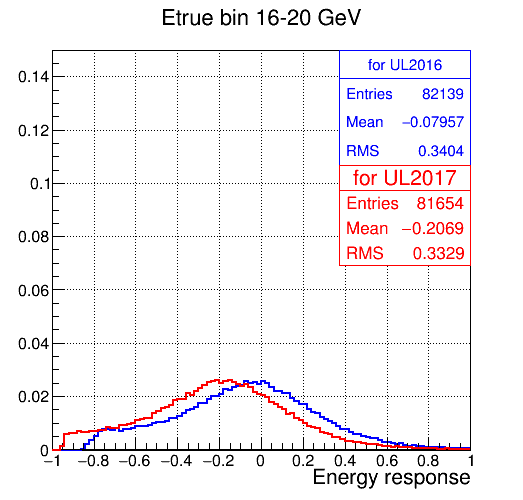 Etrue bin 16-20 GeV
for UL2016
Entries 82139
Mean −0.07957
RMS 0.3404
for UL2017
Entries 81654
Mean −0.2069
RMS 0.3329
0.14
0.12
0.1
0.08
0.06
0.04
0.02
0
−1 −0.8 −0.6 −0.4 −0.2 0 0.2 0.4 0.6 0.8 1
Energy response